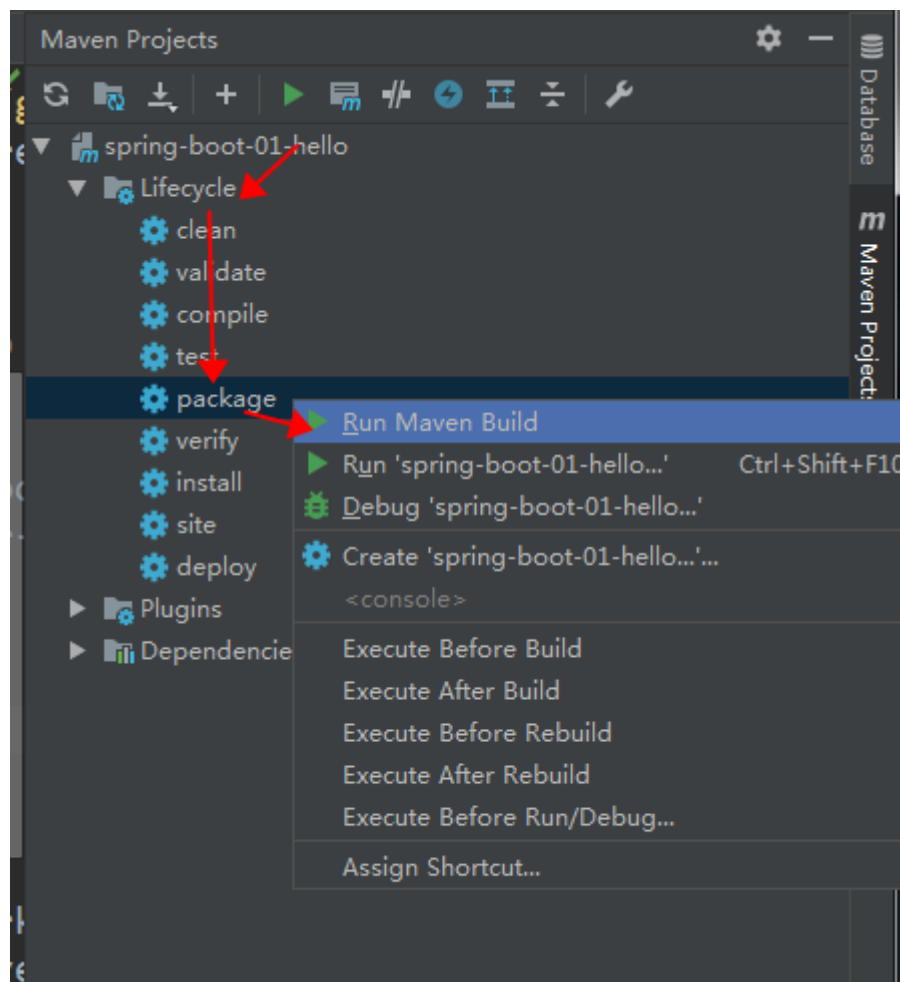 Maven Projects
Database
spring-boot-01-hello
Lifecycle
clean
validate
compile
test
package
verify
install
site
deploy
Plugins
Dependencie
Maven Projects
Run Maven Build
Run 'spring-boot-01-hello...' Ctrl+Shift+F10
Debug 'spring-boot-01-hello...'
Create 'spring-boot-01-hello...'...
<console>
Execute Before Build
Execute After Build
Execute Before Rebuild
Execute After Rebuild
Execute Before Run/Debug...
Assign Shortcut...